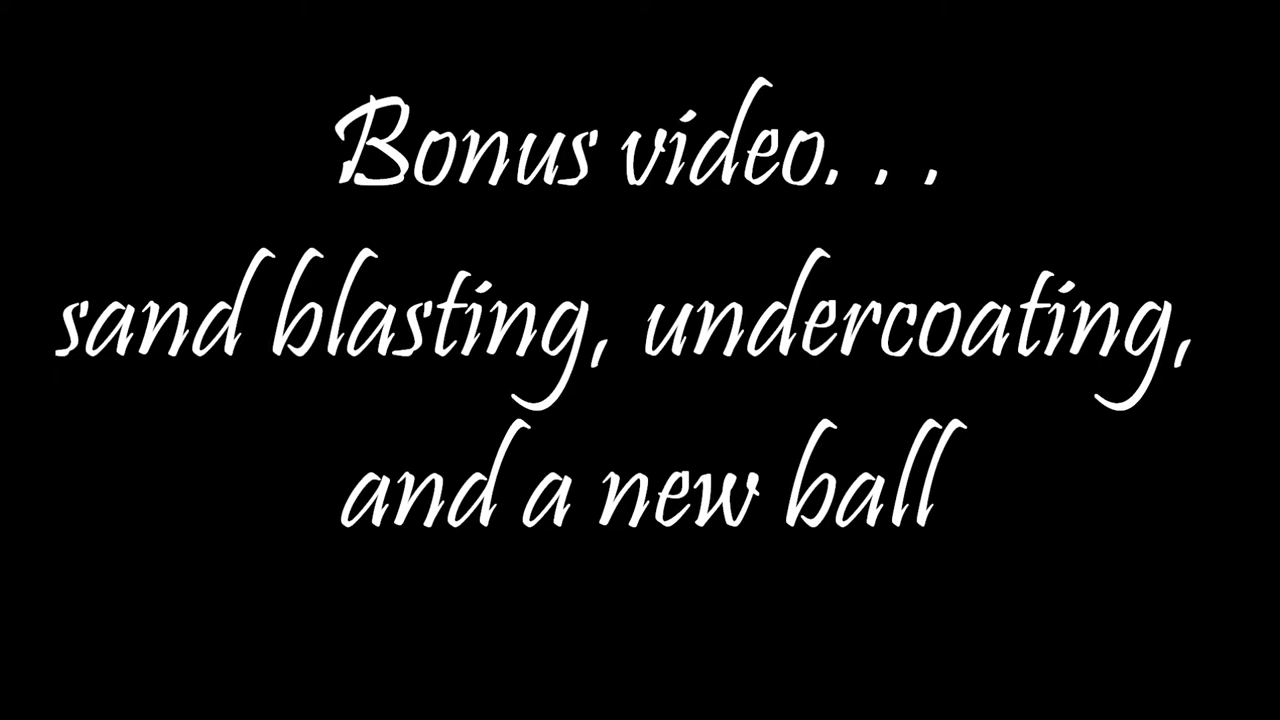 Bonus video. . .
sand blasting, undercoating,
and a new ball